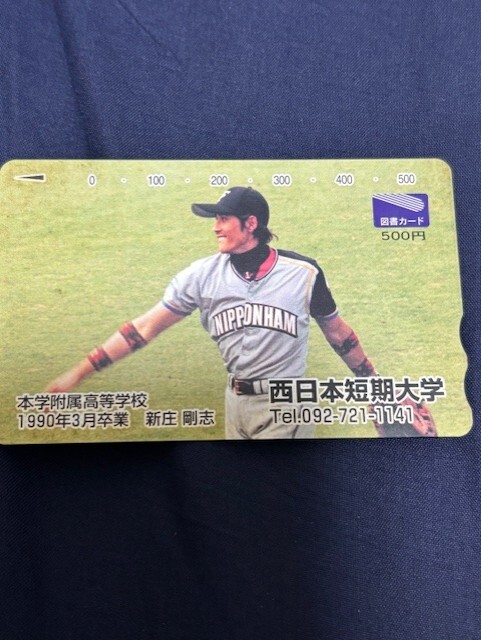 0 100 200 300 400 500
図書カード
500円
NIPPONHAM
本学附属高等学校
1990年3月卒業 新庄 剛志
西日本短期大学
Tel.092-721-1141